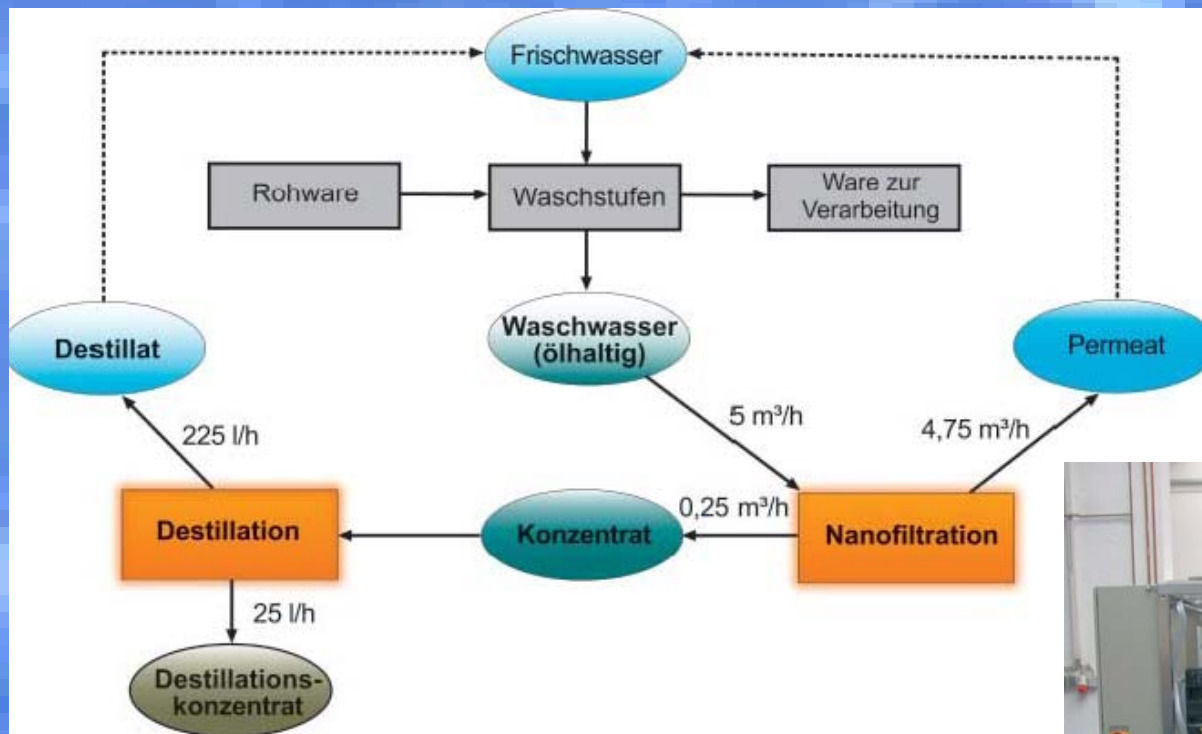 Frischwasser
Rohware
Waschstufen
Ware zur
Verarbeitung
Waschwasser
(ölhaltig)
Destillat
Permeat
225 l/h
5 m³/h
4,75 m³/h
Destillation
Konzentrat
0,25 m³/h
Nanofiltration
25 l/h
Destillations-
konzentrat